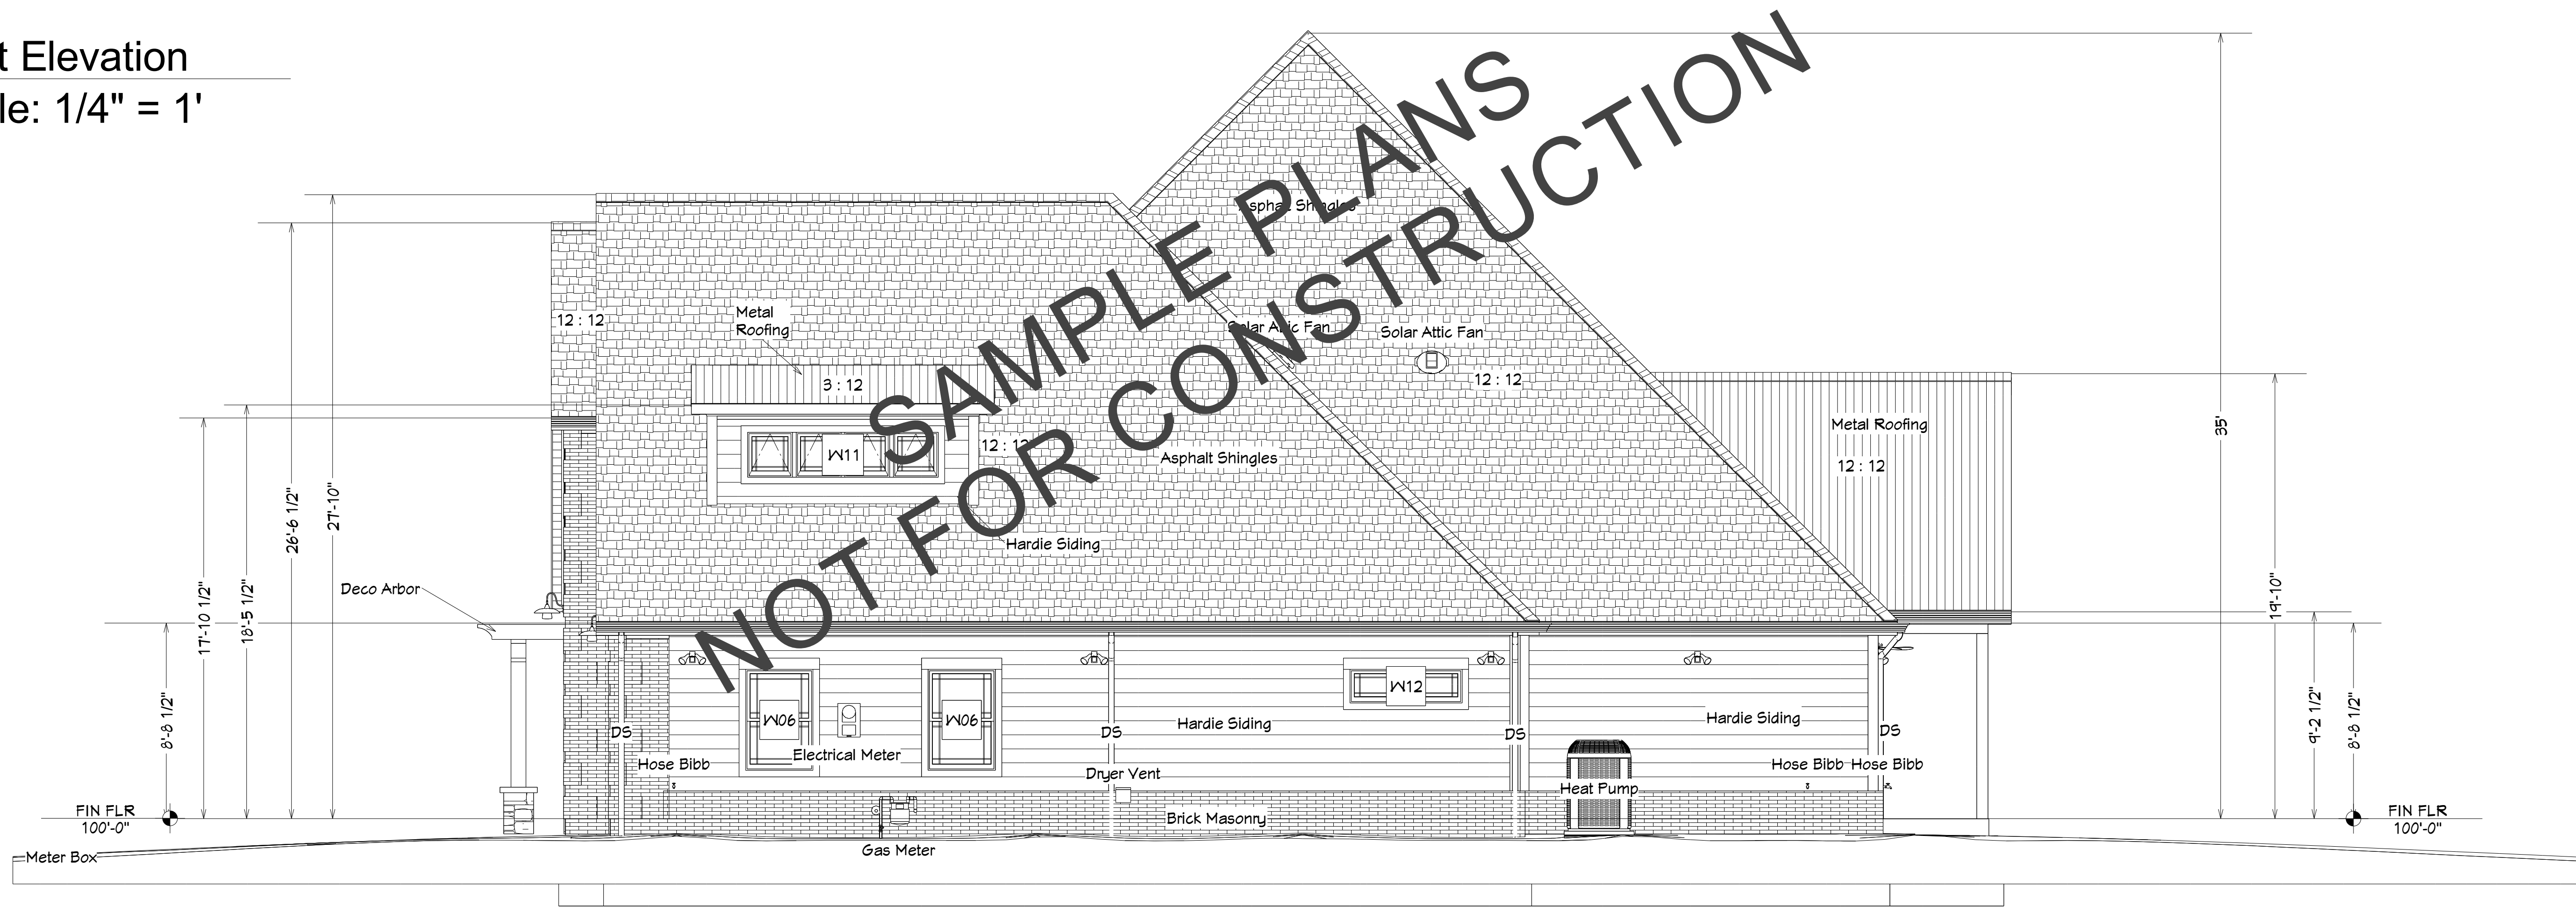 t Elevation
le: 1/4" = 1'
SAMPLE PLANS
NOT FOR CONSTRUCTION
Asphalt Shingles
12 : 12
Metal
Roofing
3 : 12
Solar Attic Fan
Solar Attic Fan
12 : 12
Metal Roofing
12 : 12
35'
W11
12 : 12
Asphalt Shingles
Hardie Siding
27'-10"
26'-6 1/2"
18'-5 1/2"
17'-10 1/2"
8'-8 1/2"
19'-10"
9'-2 1/2"
8'-8 1/2"
Deco Arbor
W06
W06
W12
DS
DS
DS
DS
Hardie Siding
Hardie Siding
Electrical Meter
Hose Bibb
Dryer Vent
Hose Bibb
Hose Bibb
Heat Pump
FIN FLR
100'-0"
Brick Masonry
FIN FLR
100'-0"
Meter Box
Gas Meter